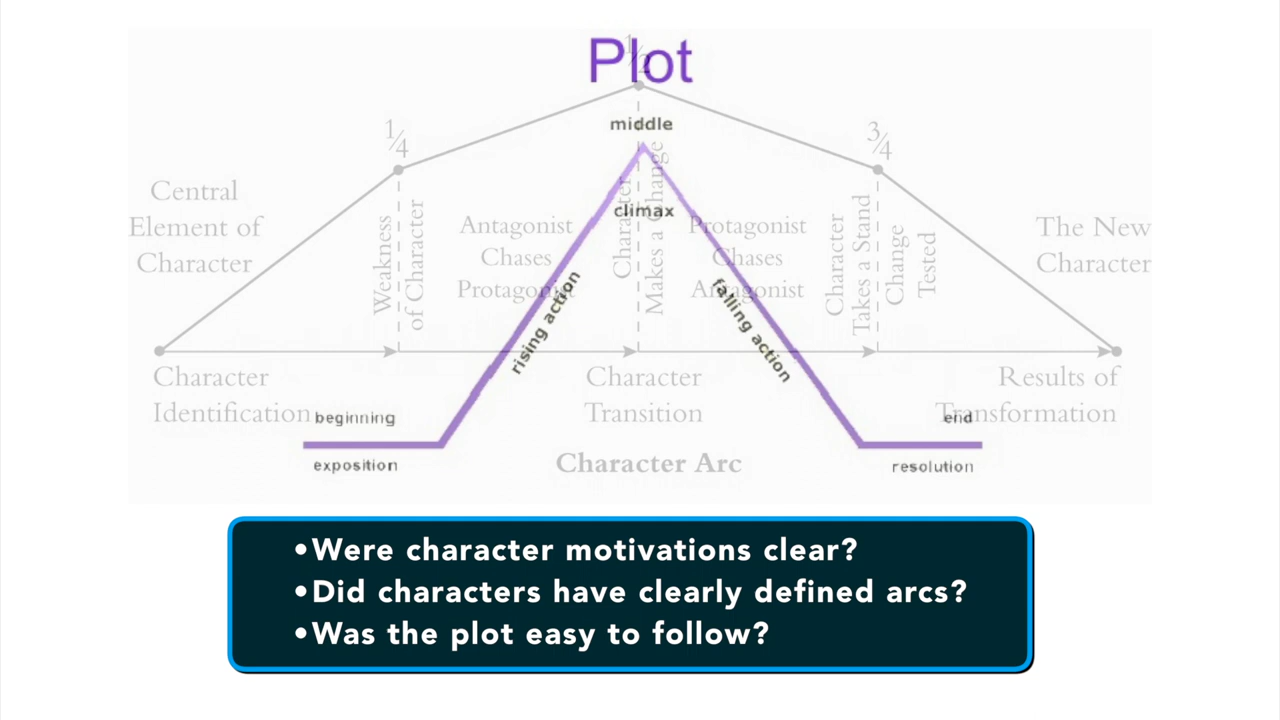 Plot
1/2
middle
1/4
3/4
Central
Element of
Character
Weakness
of Character
Antagonist
Chases
Protagonist
rising action
climax
Character
Makes a Change
Protagonist
Chases
Antagonist
falling action
Character
Takes a Stand
Change
Tested
The New
Character
Character
Identification
Character
Transition
Results of
Transformation
beginning
exposition
end
resolution
Character Arc
•Were character motivations clear?
•Did characters have clearly defined arcs?
•Was the plot easy to follow?